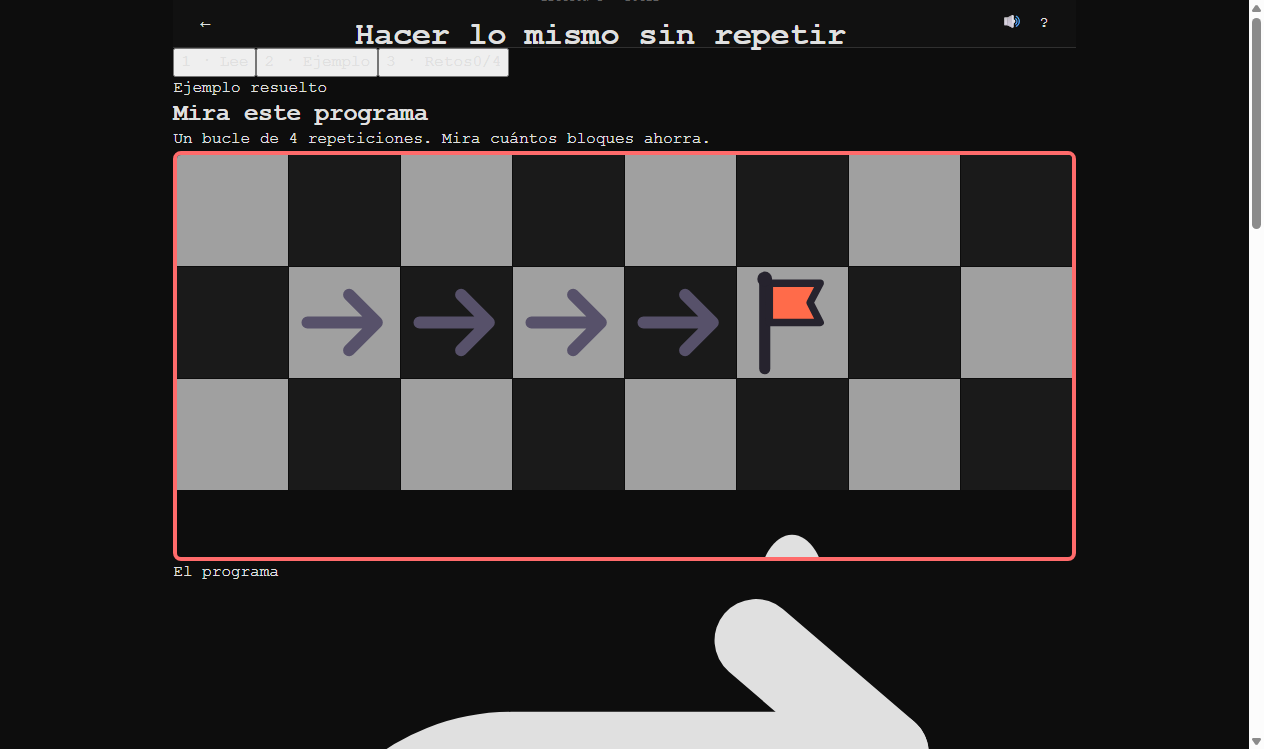 ←
Hacer lo mismo sin repetir
?
1 · Lee
2 · Ejemplo
3 · Retos0/4
Ejemplo resuelto
Mira este programa
Un bucle de 4 repeticiones. Mira cuántos bloques ahorra.
El programa